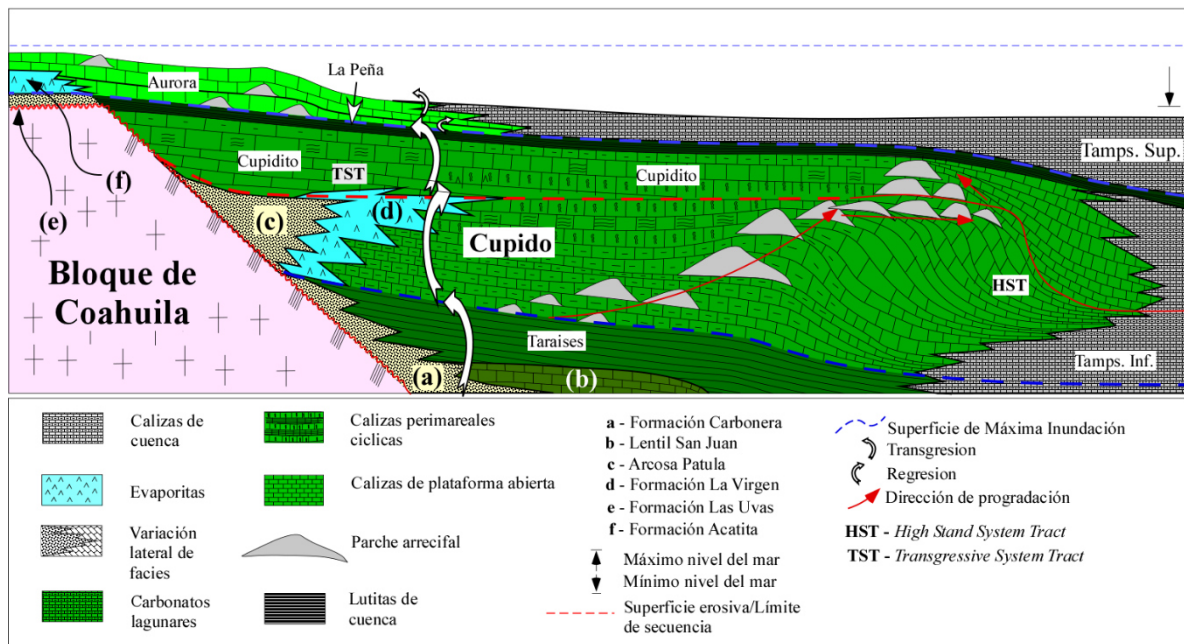 La Peña
Aurora
Cupidito
TST
Cupidito
Tamps. Sup.
(f)
(e)
(c)
(d)
Cupido
Bloque de
Coahuila
HST
Taraises
Tamps. Inf.
(a)
(b)
Calizas de
cuenca
Evaporitas
Variación
lateral de
facies
Carbonatos
lagunares
Calizas perimareales
ciclicas
Calizas de plataforma abierta
Parche arrecifal
Lutitas de
cuenca
a - Formación Carbonera
b - Lentil San Juan
c - Arcosa Patula
d - Formación La Virgen
e - Formación Las Uvas
f - Formación Acatita
Máximo nivel del mar
Mínimo nivel del mar
Superficie erosiva/Límite
de secuencia
Superficie de Máxima Inundación
Transgresion
Regresion
Dirección de progradación
HST - High Stand System Tract
TST - Transgressive System Tract